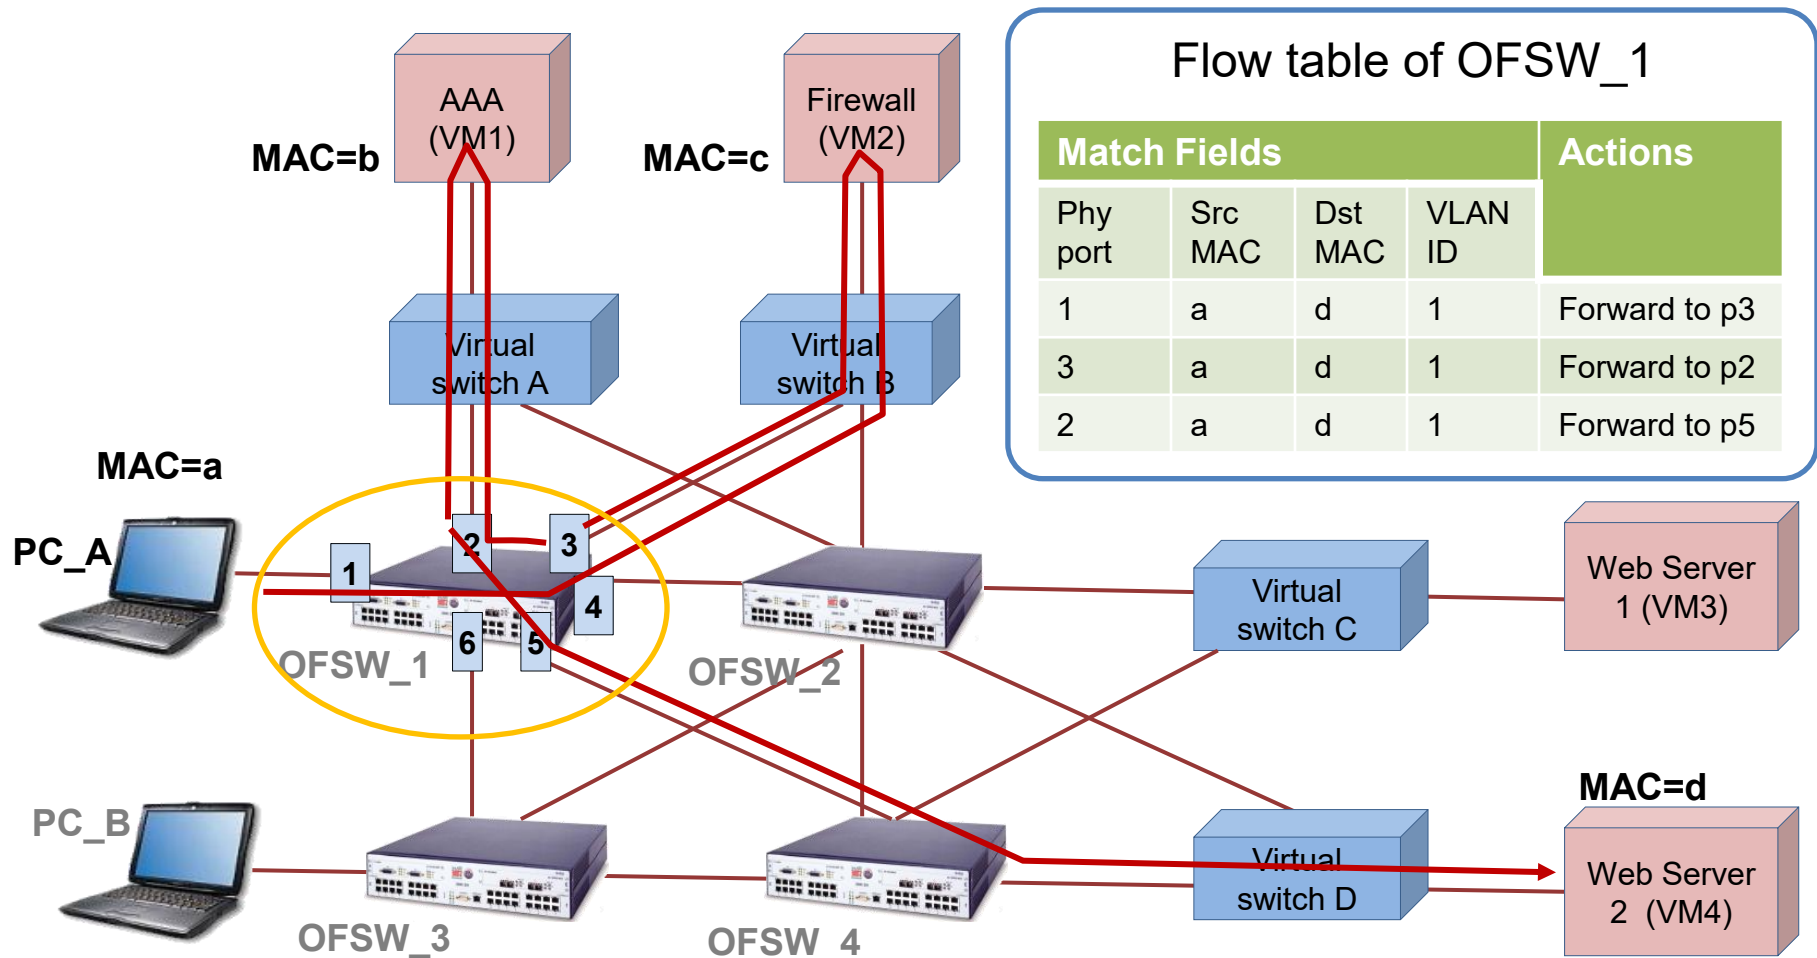 Flow table of OFSW_1
Match Fields Actions
Phy port Src MAC Dst MAC VLAN ID
1 a d 1 Forward to p3
3 a d 1 Forward to p2
2 a d 1 Forward to p5
AAA
(VM1)
MAC=b
Firewall
(VM2)
MAC=c
Virtual
switch A
Virtual
switch B
MAC=a
PC_A
1
2
3
4
5
6
OFSW_1
OFSW_2
Virtual
switch C
Web Server
1 (VM3)
MAC=d
PC_B
OFSW_3
OFSW_4
Virtual
switch D
Web Server
2 (VM4)